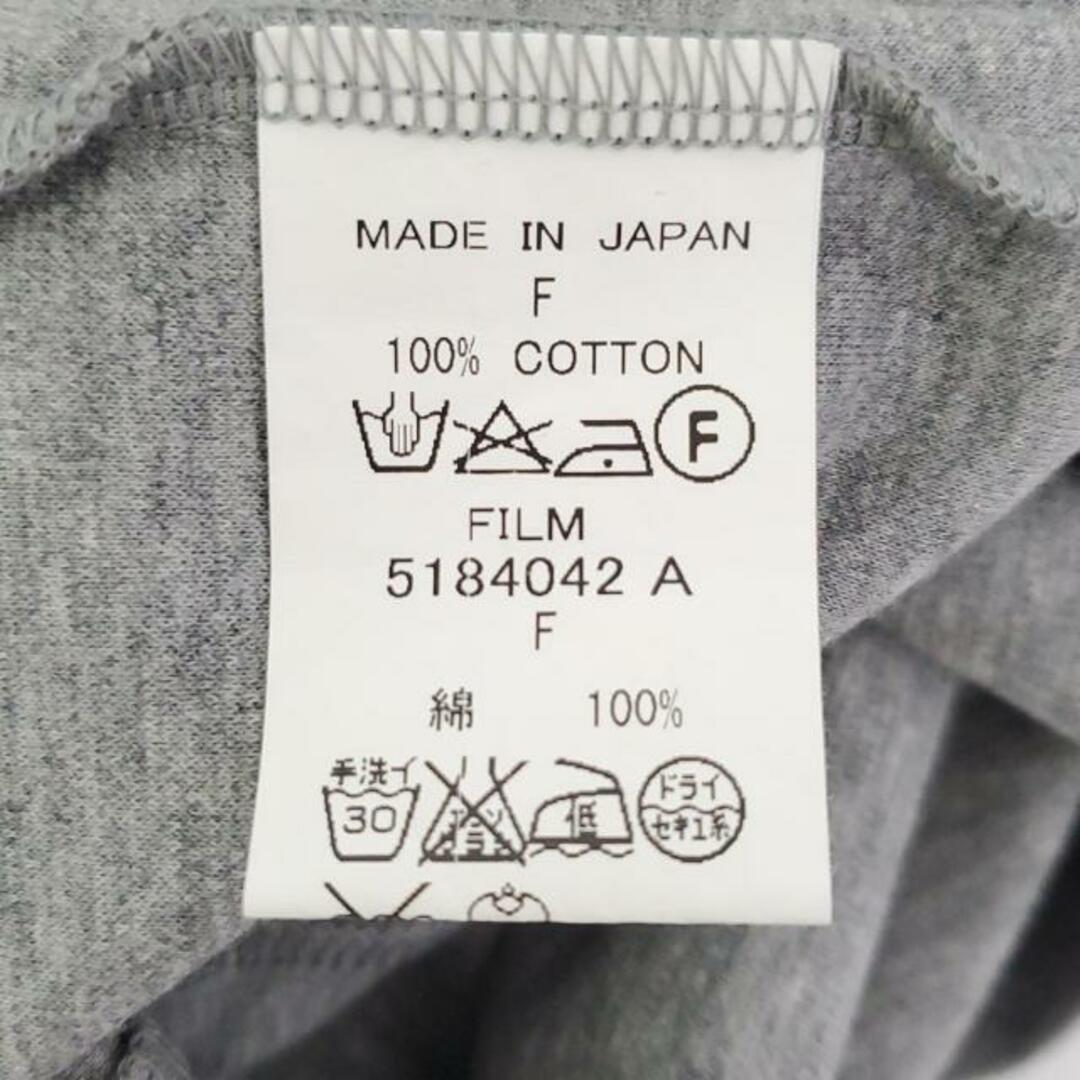 MADE IN JAPAN
F
100% COTTON
F
FILM
5184042 A
F
綿 100%
手洗イ
30
低
ドライ
セキユ系